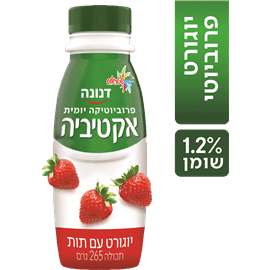 יוגורט
פרוביוטי
1.2%
שומן
דנונה
פרוביוטיקה יומית
אקטיביה
יוגורט עם תות
תכולה 265 גרם